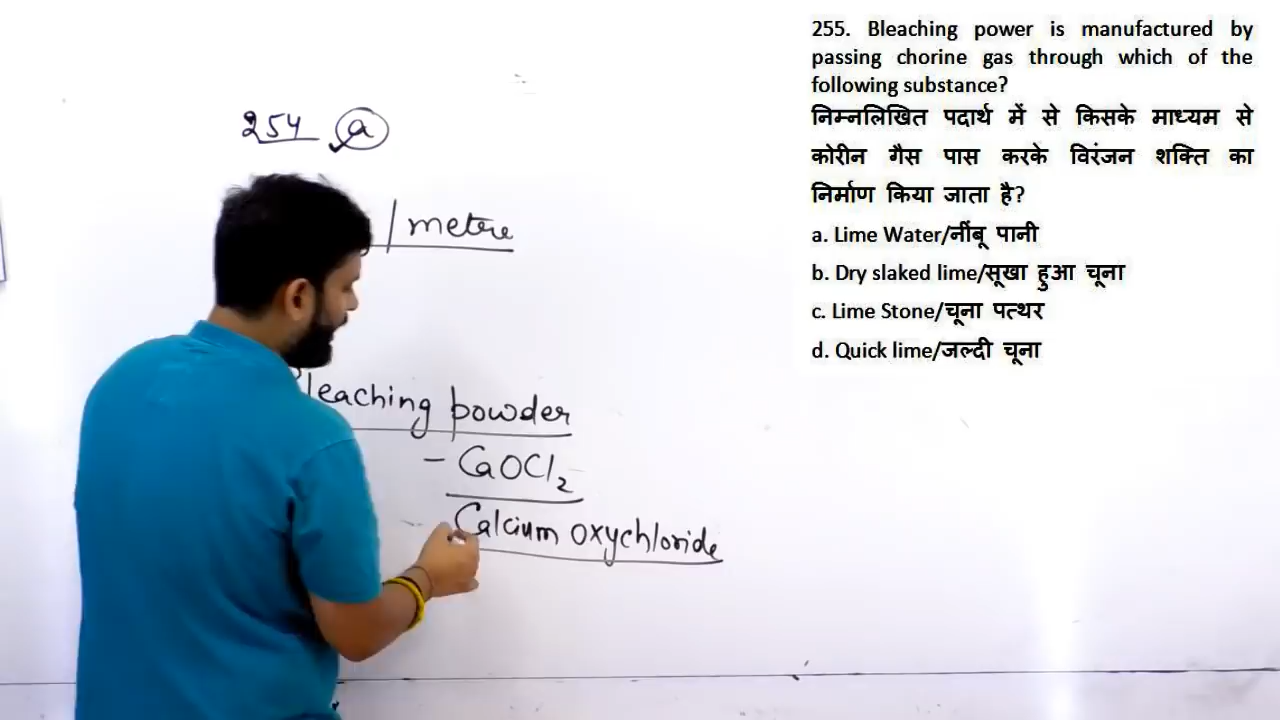 254 a
/metre
leaching powder
- CaOCl2
Calcium oxychloride
255. Bleaching power is manufactured by
passing chorine gas through which of the
following substance?
निम्नलिखित पदार्थ में से किसके माध्यम से
कोरीन गैस पास करके विरंजन शक्ति का
निर्माण किया जाता है?
a. Lime Water/नींबू पानी
b. Dry slaked lime/सूखा हुआ चूना
c. Lime Stone/चूना पत्थर
d. Quick lime/जल्दी चूना